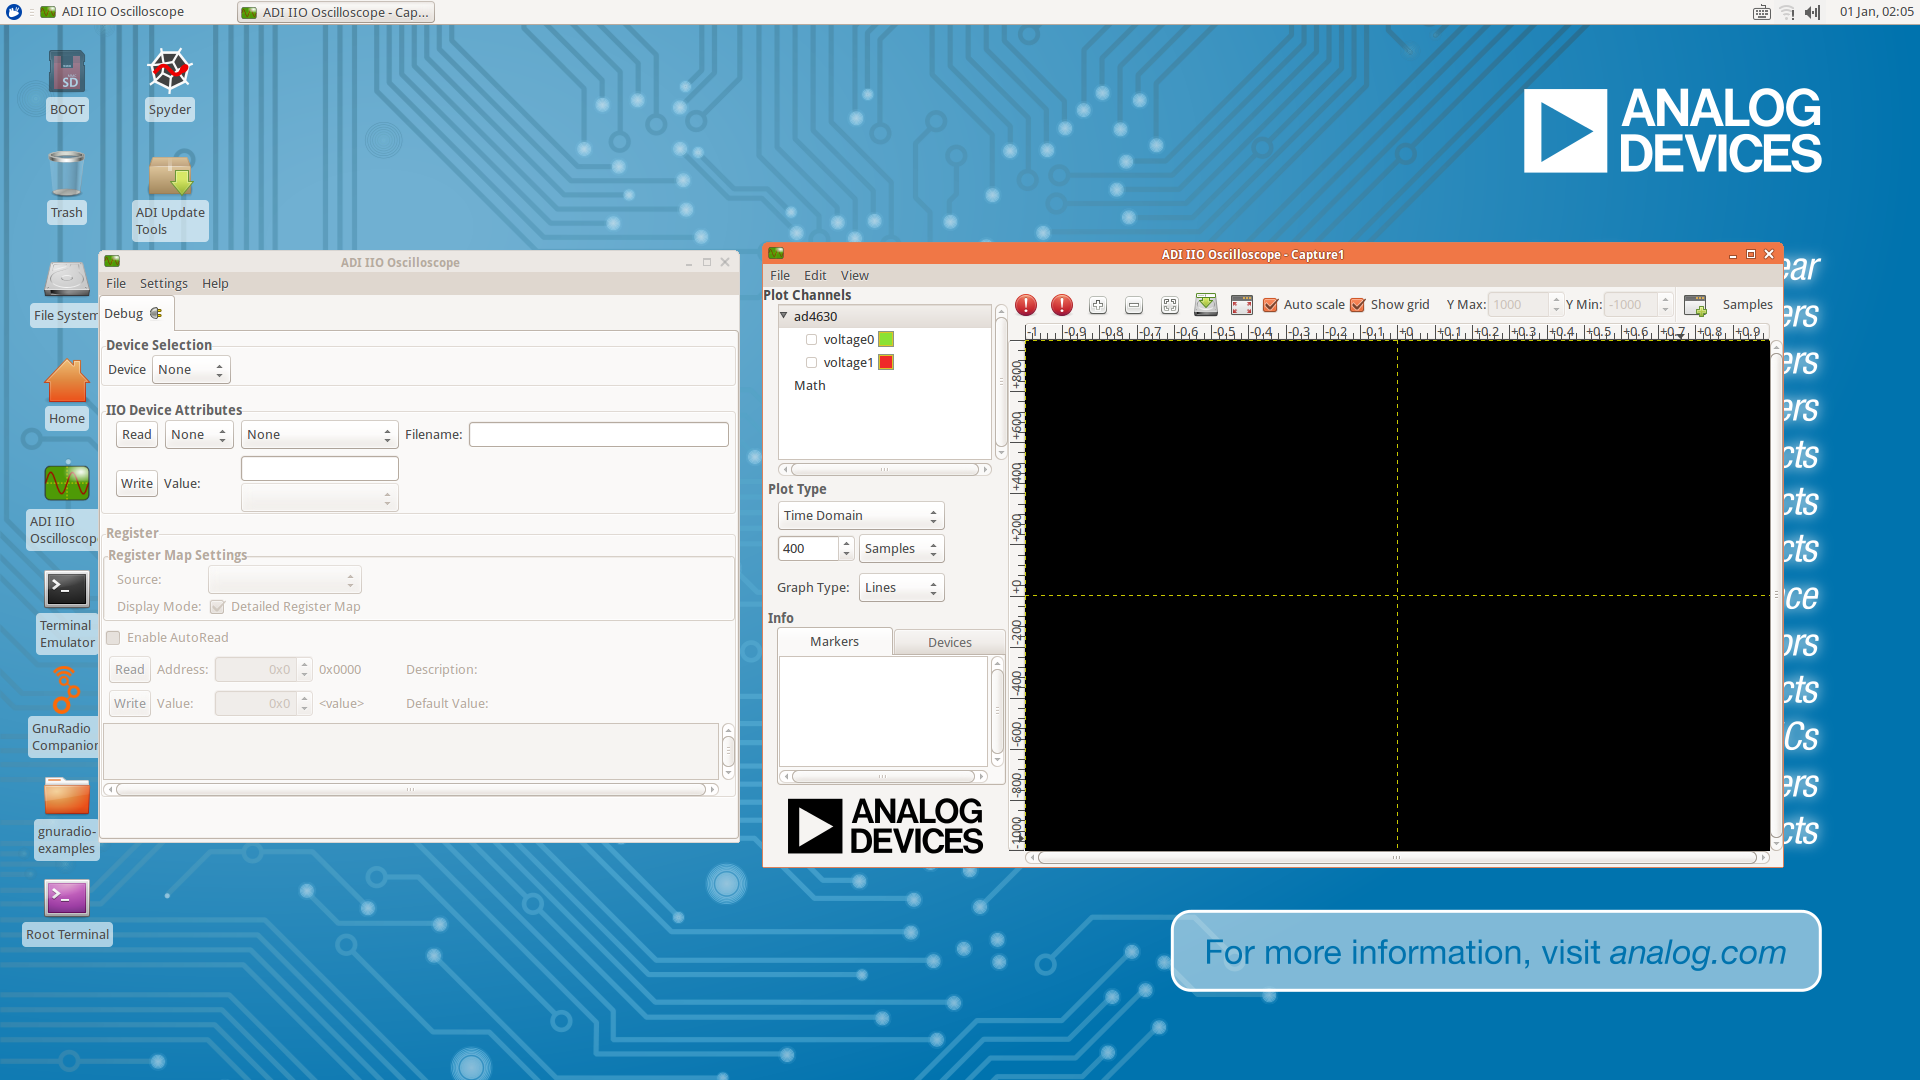 ADI IIO Oscilloscope
ADI IIO Oscilloscope - Cap...
01 Jan, 02:05
BOOT
Spyder
Trash
ADI Update
Tools
File System
Home
ADI IIO
Oscilloscop
Terminal
Emulator
GnuRadio
Companion
gnuradio-
examples
Root Terminal
ANALOG
DEVICES
ADI IIO Oscilloscope
File Settings Help
Debug
Device Selection
Device None
IIO Device Attributes
Read None None Filename:
Write Value:
Register
Register Map Settings
Source:
Display Mode: Detailed Register Map
Enable AutoRead
Read Address: 0x0 0x0000 Description:
Write Value: 0x0 <value> Default Value:
ADI IIO Oscilloscope - Capture1
File Edit View
Plot Channels
ad4630
voltage0
voltage1
Math
Plot Type
Time Domain
400 Samples
Graph Type: Lines
Info
Markers Devices
ANALOG
DEVICES
Auto scale Show grid Y Max: 1000 Y Min: -1000 Samples
-1 -0.9 -0.8 -0.7 -0.6 -0.5 -0.4 -0.3 -0.2 -0.1 +0 +0.1 +0.2 +0.3 +0.4 +0.5 +0.6 +0.7 +0.8 +0.9
+800
+600
+400
+200
+0
-200
-400
-600
-800
-1000
ear
ers
ers
ers
cts
cts
cts
ce
ors
cts
Cs
ers
cts
For more information, visit analog.com